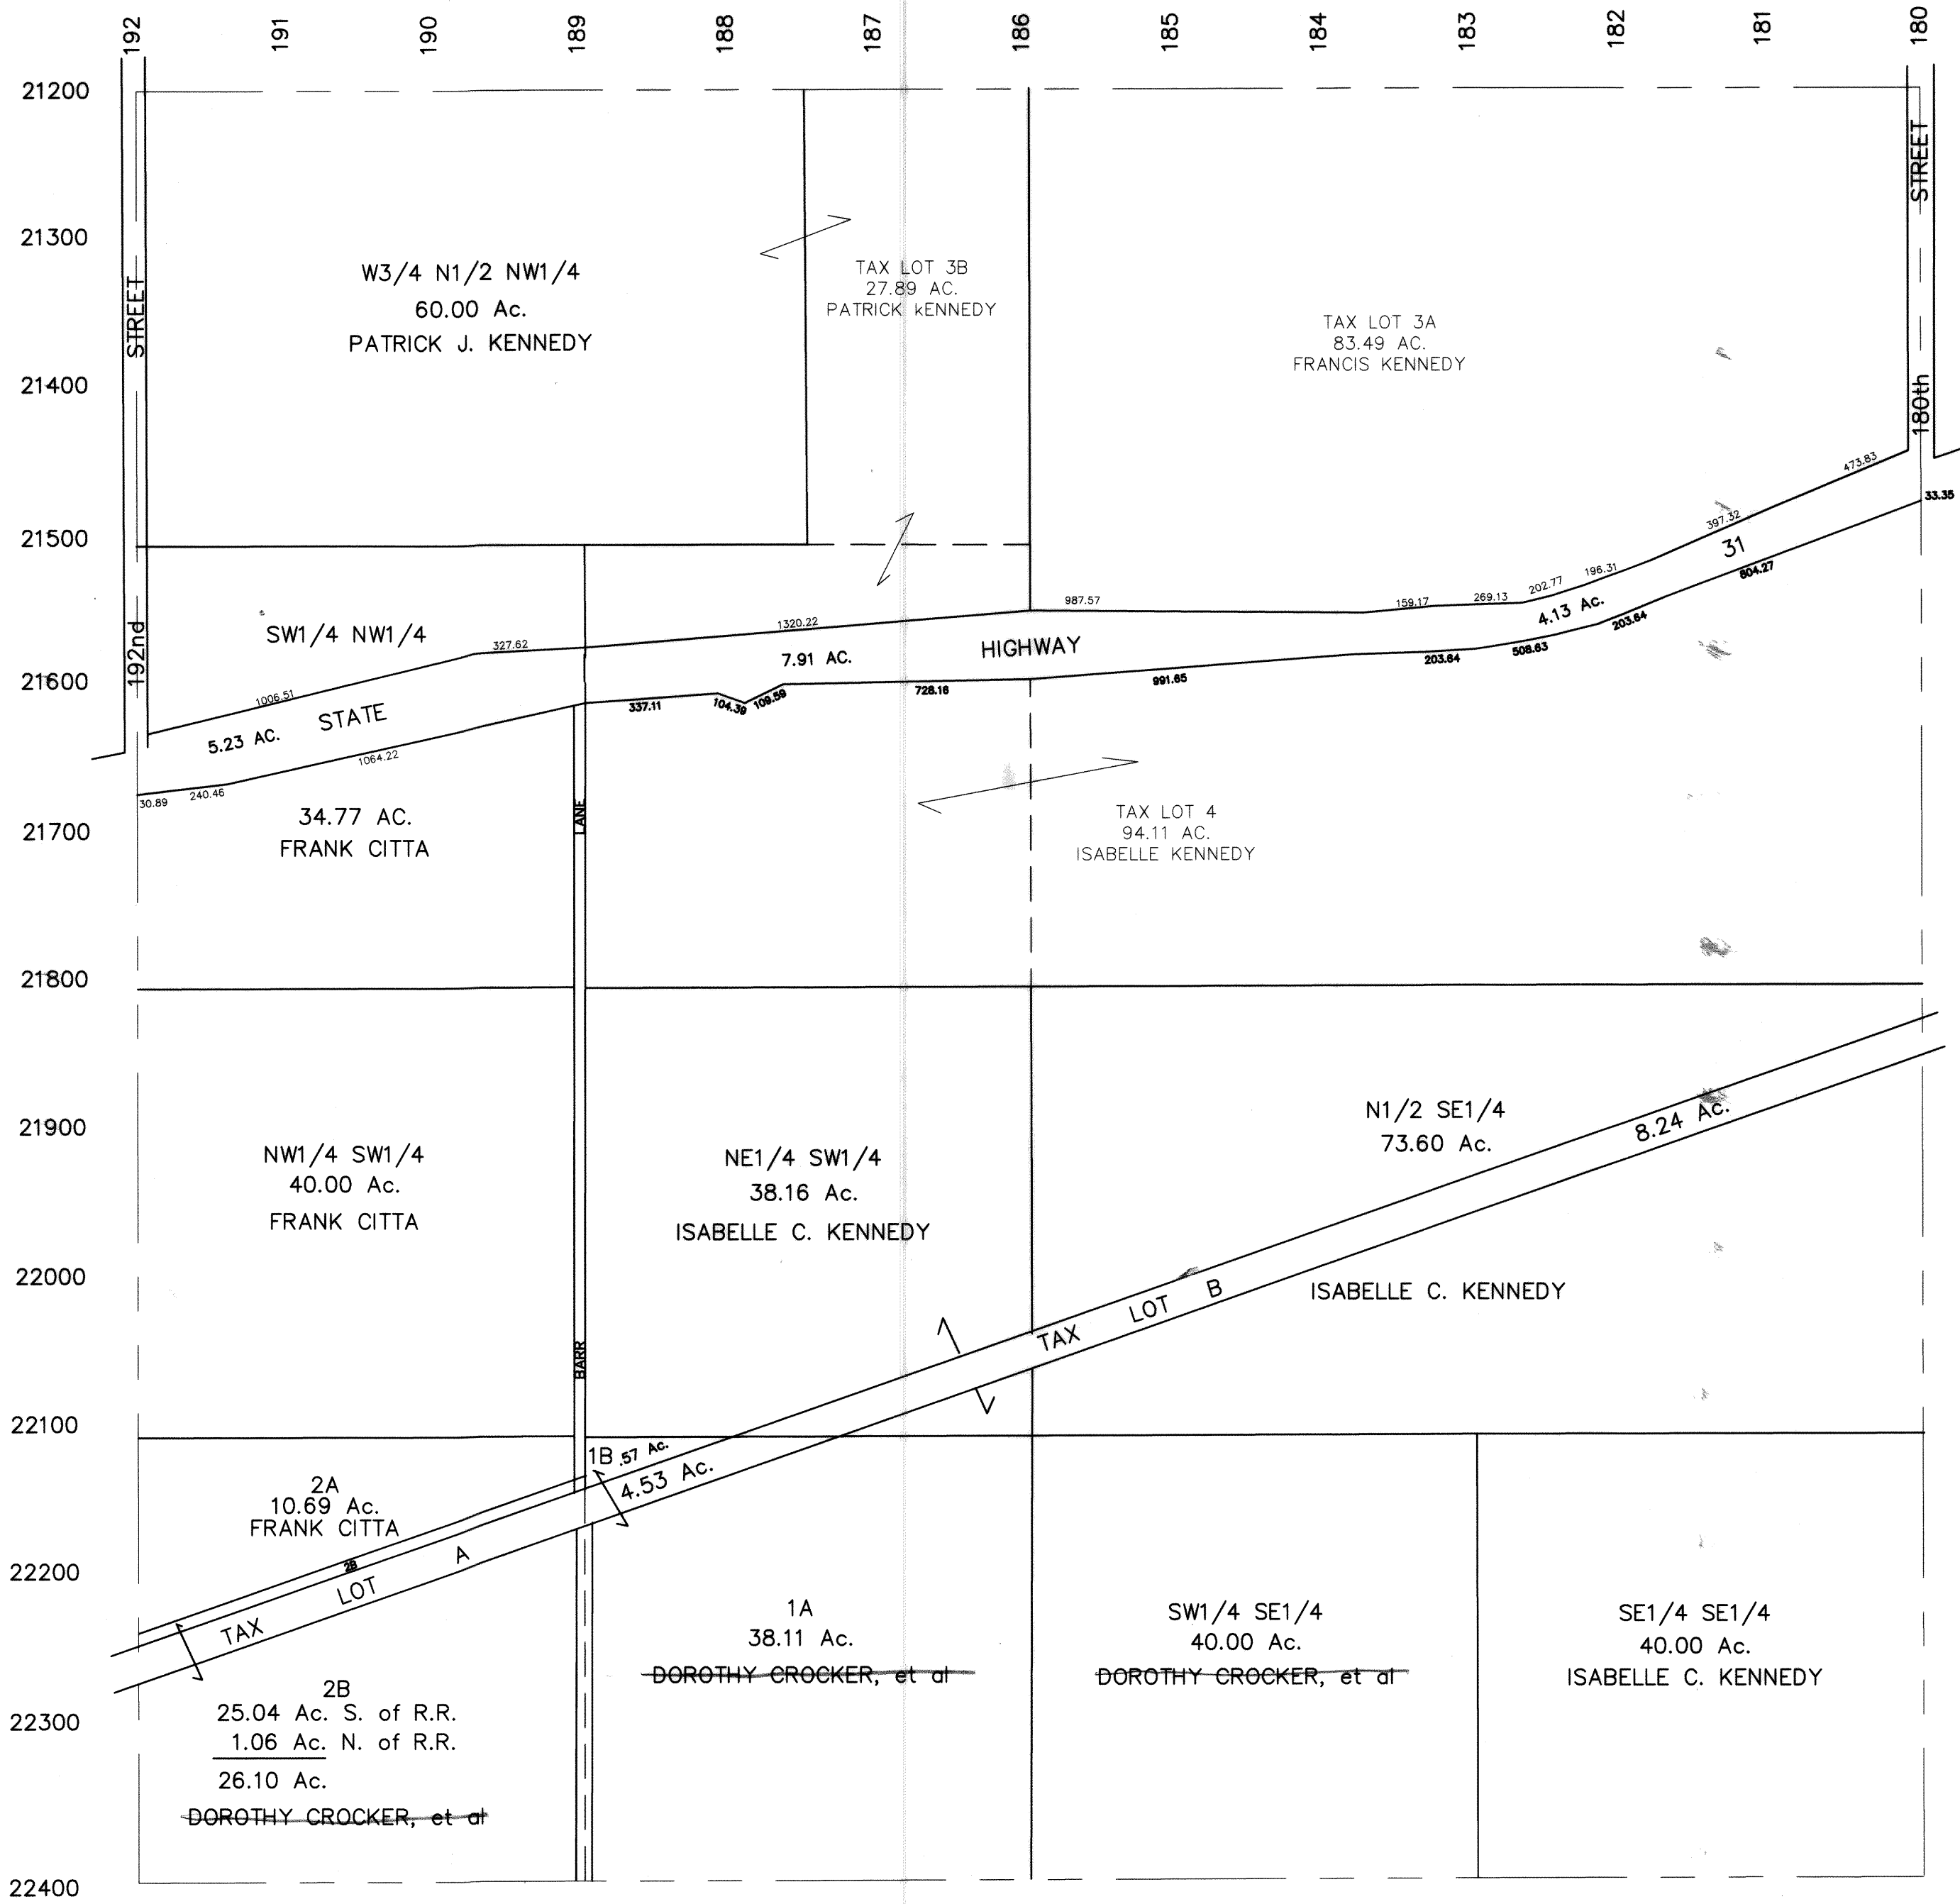 192
191
190
189
188
187
186
185
184
183
182
181
180
21200
21300
21400
21500
21600
21700
21800
21900
22000
22100
22200
22300
22400
192nd STREET
180th STREET
W3/4 N1/2 NW1/4
60.00 Ac.
PATRICK J. KENNEDY
TAX LOT 3B
27.89 AC.
PATRICK kENNEDY
TAX LOT 3A
83.49 AC.
FRANCIS KENNEDY
473.83
33.35
397.32
31
804.27
196.31
202.77
269.13
159.17
987.57
4.13 Ac.
203.64
508.63
203.64
991.65
1320.22
HIGHWAY
7.91 AC.
728.16
109.59
104.39
337.11
SW1/4 NW1/4
327.62
1006.51
STATE
5.23 AC.
1064.22
240.46
30.89
34.77 AC.
FRANK CITTA
BARR LANE
TAX LOT 4
94.11 AC.
ISABELLE KENNEDY
NW1/4 SW1/4
40.00 Ac.
FRANK CITTA
NE1/4 SW1/4
38.16 Ac.
ISABELLE C. KENNEDY
N1/2 SE1/4
73.60 Ac.
8.24 Ac.
ISABELLE C. KENNEDY
TAX LOT B
1B .57 Ac.
4.53 Ac.
2A
10.69 Ac.
FRANK CITTA
2B
TAX LOT A
2B
25.04 Ac. S. of R.R.
1.06 Ac. N. of R.R.
26.10 Ac.
DOROTHY CROCKER, et al
1A
38.11 Ac.
DOROTHY CROCKER, et al
SW1/4 SE1/4
40.00 Ac.
DOROTHY CROCKER, et al
SE1/4 SE1/4
40.00 Ac.
ISABELLE C. KENNEDY